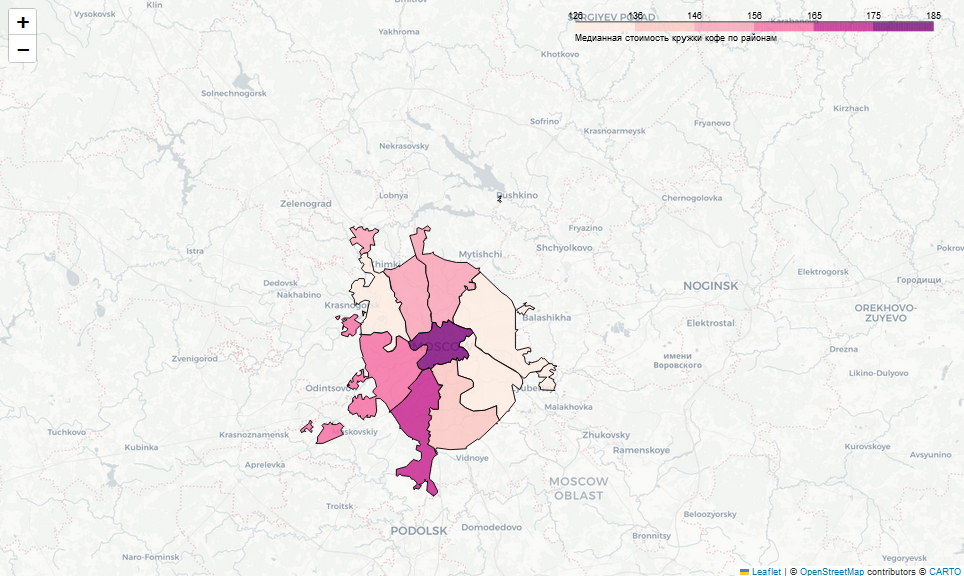 +
−
Vysokovsk
Klin
Dmitrov
SERGIYEV POSAD
Karabanovo
126 136 146 156 165 175 185
Медианная стоимость кружки кофе по районам
Yakhroma
Khotkovo
Solnechnogorsk
Kirzhach
Sofrino
Fryanovo
Krasnoarmeysk
Nekrasovsky
Lobnya
Pushkino
Chernogolovka
Zelenograd
Fryazino
Istra
Mytishchi
Shchyolkovo
Pokrov
Khimki
Dedovsk
Nakhabino
NOGINSK
Elektrogorsk
Городищи
Krasnogorsk
Balashikha
Elektrostal
OREKHOVO-
ZUYEVO
MOSCOW
Drezna
Zvenigorod
имени
Воровского
Likino-Dulyovo
Odintsovo
Lyubertsy
Malakhovka
Tuchkovo
Kubinka
Krasnoznamensk
Moskovskiy
Zhukovsky
Ramenskoye
Kurovskoye
Avsyunino
Vidnoye
Aprelevka
MOSCOW
OBLAST
Troitsk
Beloozyorsky
PODOLSK
Domodedovo
Bronnitsy
Naro-Fominsk
Yegoryevsk
Leaflet | © OpenStreetMap contributors © CARTO